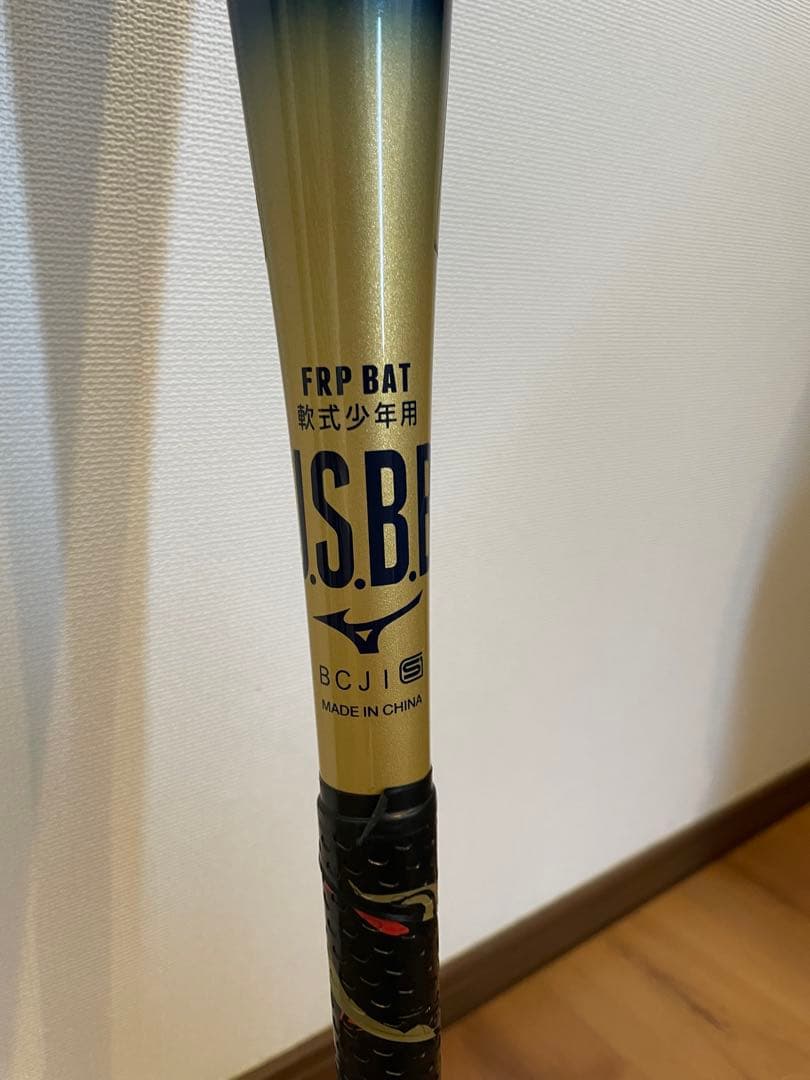 FRP BAT
軟式少年用
J.S.B.B
BCJI S
MADE IN CHINA